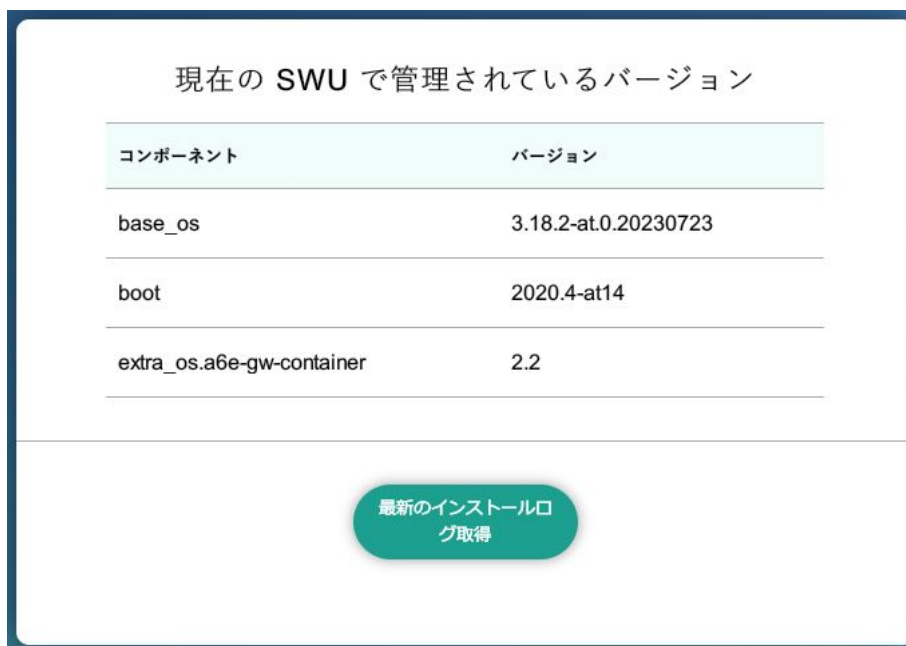 現在の SWU で管理されているバージョン
コンポーネント バージョン
base_os 3.18.2-at.0.20230723
boot 2020.4-at14
extra_os.a6e-gw-container 2.2
最新のインストールロ
グ取得